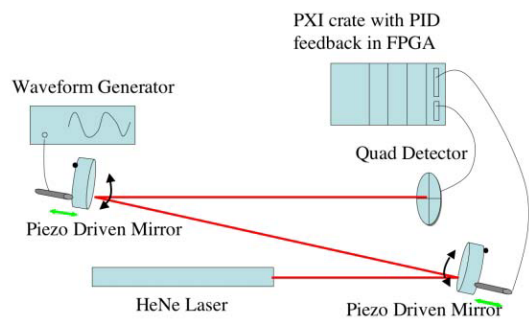 PXI crate with PID
feedback in FPGA
Waveform Generator
Quad Detector
Piezo Driven Mirror
HeNe Laser
Piezo Driven Mirror